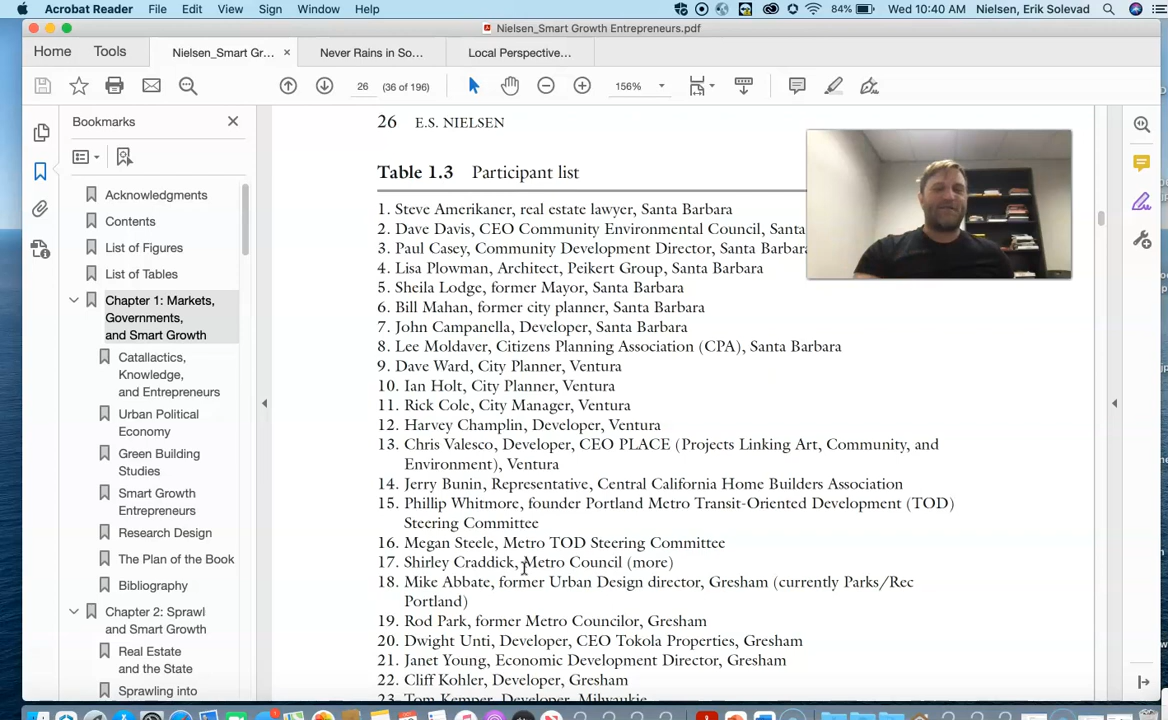 Acrobat Reader File Edit View Sign Window Help 84% Wed 10:40 AM Nielsen, Erik Solevad
Nielsen_Smart Growth Entrepreneurs.pdf
Home Tools Nielsen_Smart Gr... × Never Rains in So... Local Perspective...
26 (36 of 196) 156%
Bookmarks
Acknowledgments
Contents
List of Figures
List of Tables
Chapter 1: Markets,
Governments,
and Smart Growth
Catallactics,
Knowledge,
and Entrepreneurs
Urban Political
Economy
Green Building
Studies
Smart Growth
Entrepreneurs
Research Design
The Plan of the Book
Bibliography
Chapter 2: Sprawl
and Smart Growth
Real Estate
and the State
Sprawling into
26 E.S. NIELSEN
Table 1.3 Participant list
1. Steve Amerikaner, real estate lawyer, Santa Barbara
2. Dave Davis, CEO Community Environmental Council, Santa
3. Paul Casey, Community Development Director, Santa Barbara
4. Lisa Plowman, Architect, Peikert Group, Santa Barbara
5. Sheila Lodge, former Mayor, Santa Barbara
6. Bill Mahan, former city planner, Santa Barbara
7. John Campanella, Developer, Santa Barbara
8. Lee Moldaver, Citizens Planning Association (CPA), Santa Barbara
9. Dave Ward, City Planner, Ventura
10. Ian Holt, City Planner, Ventura
11. Rick Cole, City Manager, Ventura
12. Harvey Champlin, Developer, Ventura
13. Chris Valesco, Developer, CEO PLACE (Projects Linking Art, Community, and
Environment), Ventura
14. Jerry Bunin, Representative, Central California Home Builders Association
15. Phillip Whitmore, founder Portland Metro Transit-Oriented Development (TOD)
Steering Committee
16. Megan Steele, Metro TOD Steering Committee
17. Shirley Craddick, Metro Council (more)
18. Mike Abbate, former Urban Design director, Gresham (currently Parks/Rec
Portland)
19. Rod Park, former Metro Councilor, Gresham
20. Dwight Unti, Developer, CEO Tokola Properties, Gresham
21. Janet Young, Economic Development Director, Gresham
22. Cliff Kohler, Developer, Gresham
23. Tom Kemper, Developer, Milwaukie